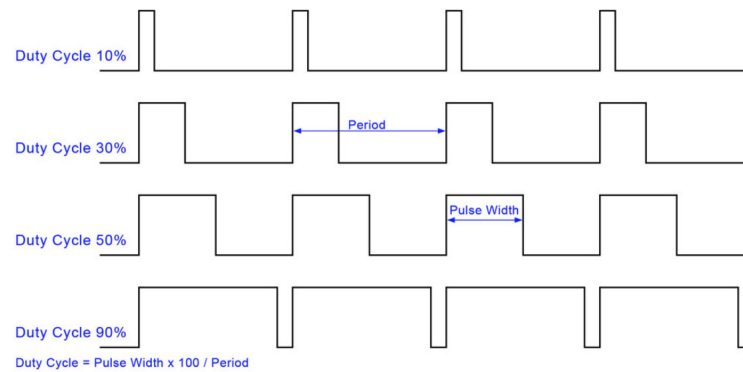 Duty Cycle 10%
Period
Duty Cycle 30%
Pulse Width
Duty Cycle 50%
Duty Cycle 90%
Duty Cycle = Pulse Width x 100 / Period